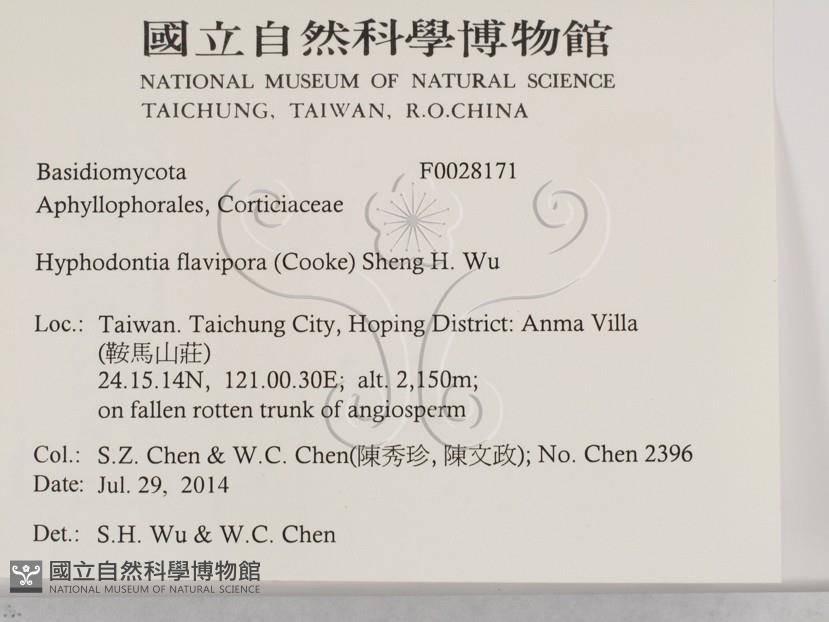 國立自然科學博物館
NATIONAL MUSEUM OF NATURAL SCIENCE
TAICHUNG, TAIWAN, R.O.CHINA
Basidiomycota F0028171
Aphyllophorales, Corticiaceae
Hyphodontia flavipora (Cooke) Sheng H. Wu
Loc.: Taiwan. Taichung City, Hoping District: Anma Villa
(鞍馬山莊)
24.15.14N, 121.00.30E; alt. 2,150m;
on fallen rotten trunk of angiosperm
Col.: S.Z. Chen & W.C. Chen(陳秀珍, 陳文政); No. Chen 2396
Date: Jul. 29, 2014
Det.: S.H. Wu & W.C. Chen
國立自然科學博物館
NATIONAL MUSEUM OF NATURAL SCIENCE